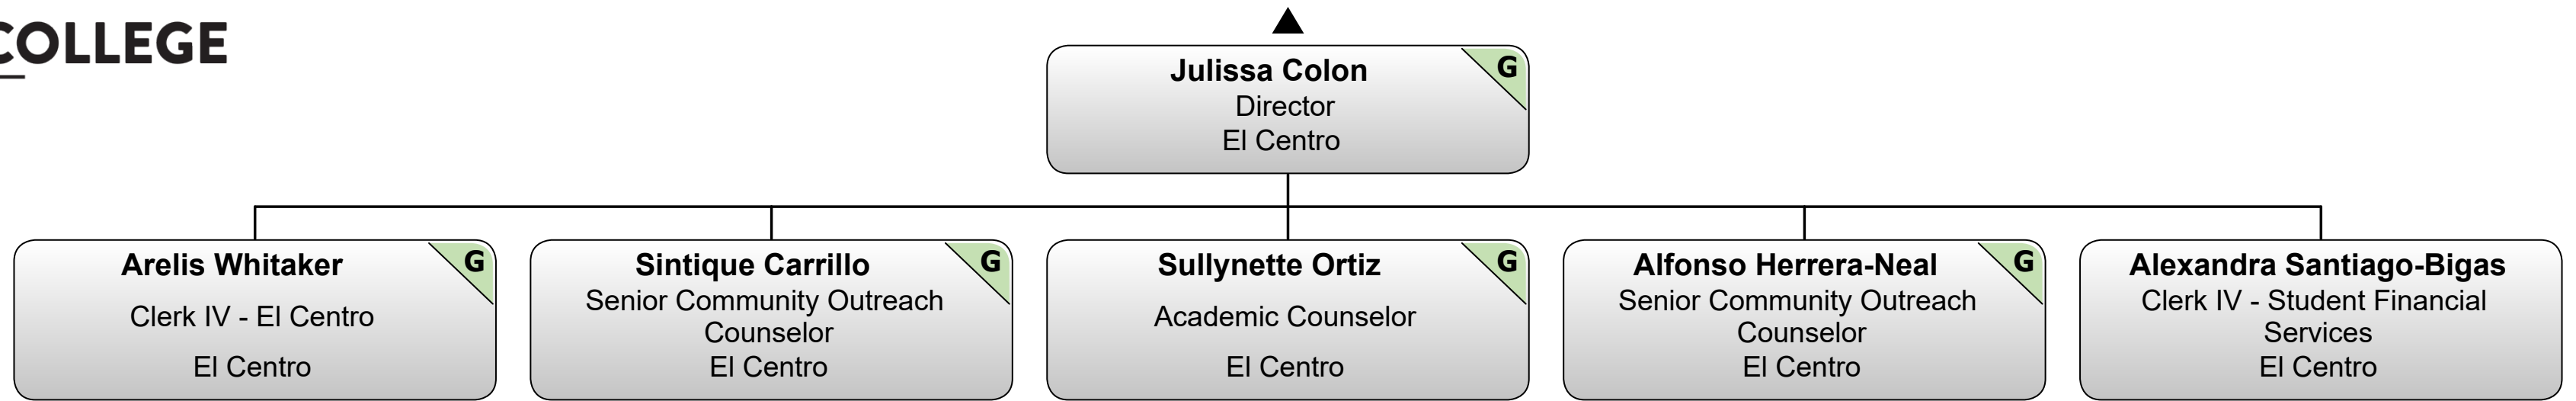 COLLEGE
Julissa Colon
G
Director
El Centro
Arelis Whitaker
G
Clerk IV - El Centro
El Centro
Sintique Carrillo
G
Senior Community Outreach
Counselor
El Centro
Sullynette Ortiz
G
Academic Counselor
El Centro
Alfonso Herrera-Neal
G
Senior Community Outreach
Counselor
El Centro
Alexandra Santiago-Bigas
Clerk IV - Student Financial
Services
El Centro